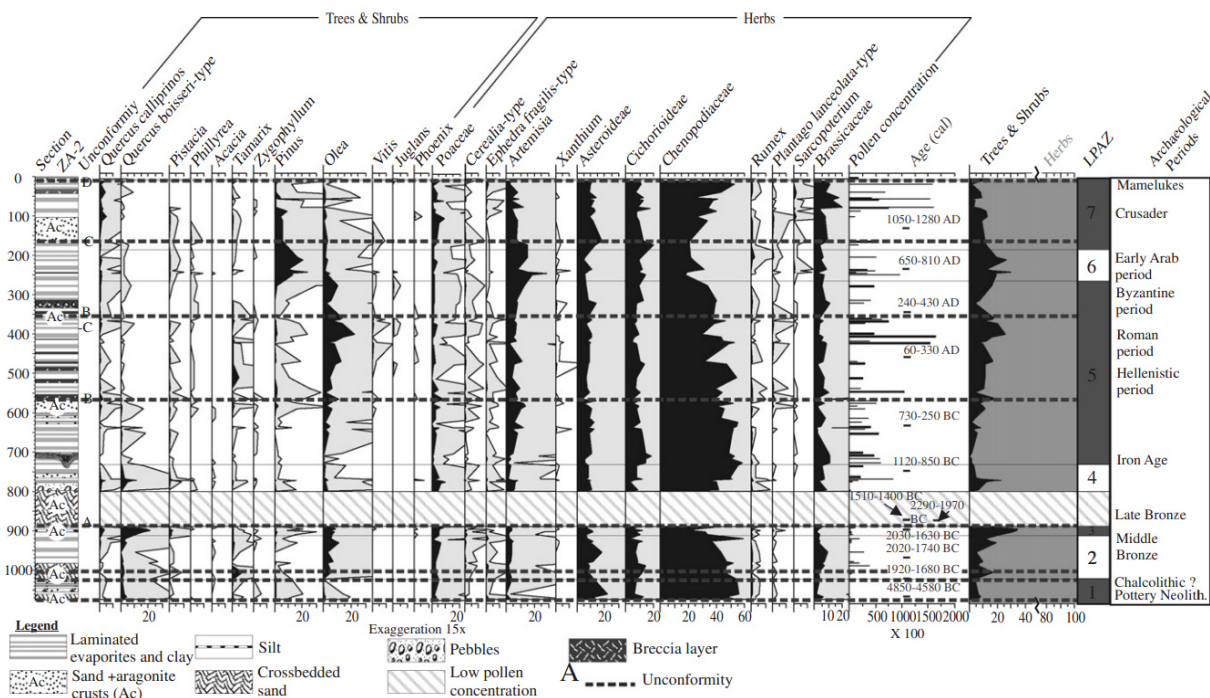 Trees & Shrubs
Herbs
Section
ZA-2
Unconformiy
Quercus calliprinos
Quercus boisseri-type
Pistacia
Phillyrea
Acacia
Tamarix
Zygophyllum
Pinus
Olea
Vitis
Juglans
Phoenix
Poaceae
Cerealia-type
Ephedra fragilis-type
Artemisia
Xanthium
Asteroideae
Cichorioideae
Chenopodiaceae
Rumex
Plantago lanceolata-type
Sarcopoterium
Brassicaceae
Pollen concentration
Age (cal)
Trees & Shrubs
Herbs
LPAZ
Archaeological
Periods
0
100
200
300
400
500
600
700
800
900
1000
Ac
Ac
Ac
Ac
Ac
Ac
Ac
D
C
B
-C
B
A
1050-1280 AD
650-810 AD
240-430 AD
60-330 AD
730-250 BC
1120-850 BC
1510-1400 BC
2290-1970
BC
2030-1630 BC
2020-1740 BC
1920-1680 BC
4850-4580 BC
7
6
5
4
3
2
1
Mamelukes
Crusader
Early Arab
period
Byzantine
period
Roman
period
Hellenistic
period
Iron Age
Late Bronze
Middle
Bronze
Chalcolithic ?
Pottery Neolith.
20 20 20 20 20 20 20 20 40 60 10 20 500 1000 1500 2000 20 40 80 100
X 100
Exaggeration 15x
Legend
Laminated
evaporites and clay
Silt
Pebbles
Breccia layer
Ac
Sand +aragonite
crusts (Ac)
Crossbedded
sand
Low pollen
concentration
A
Unconformity